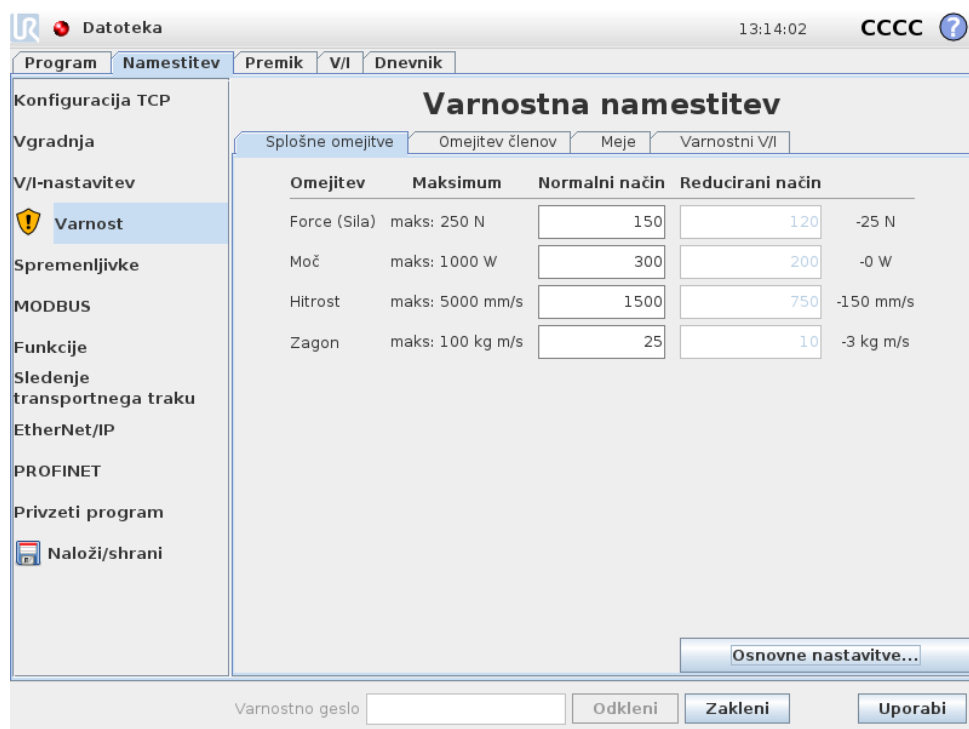 UR Datoteka 13:14:02 CCCC ?
Program Namestitev Premik V/I Dnevnik
Konfiguracija TCP
Vgradnja
V/I-nastavitev
Varnost
Spremenljivke
MODBUS
Funkcije
Sledenje
transportnega traku
EtherNet/IP
PROFINET
Privzeti program
Naloži/shrani
Varnostna namestitev
Splošne omejitve Omejitev členov Meje Varnostni V/I
Omejitev Maksimum Normalni način Reducirani način
Force (Sila) maks: 250 N 150 120 -25 N
Moč maks: 1000 W 300 200 -0 W
Hitrost maks: 5000 mm/s 1500 750 -150 mm/s
Zagon maks: 100 kg m/s 25 10 -3 kg m/s
Osnovne nastavitve...
Varnostno geslo Odkleni Zakleni Uporabi